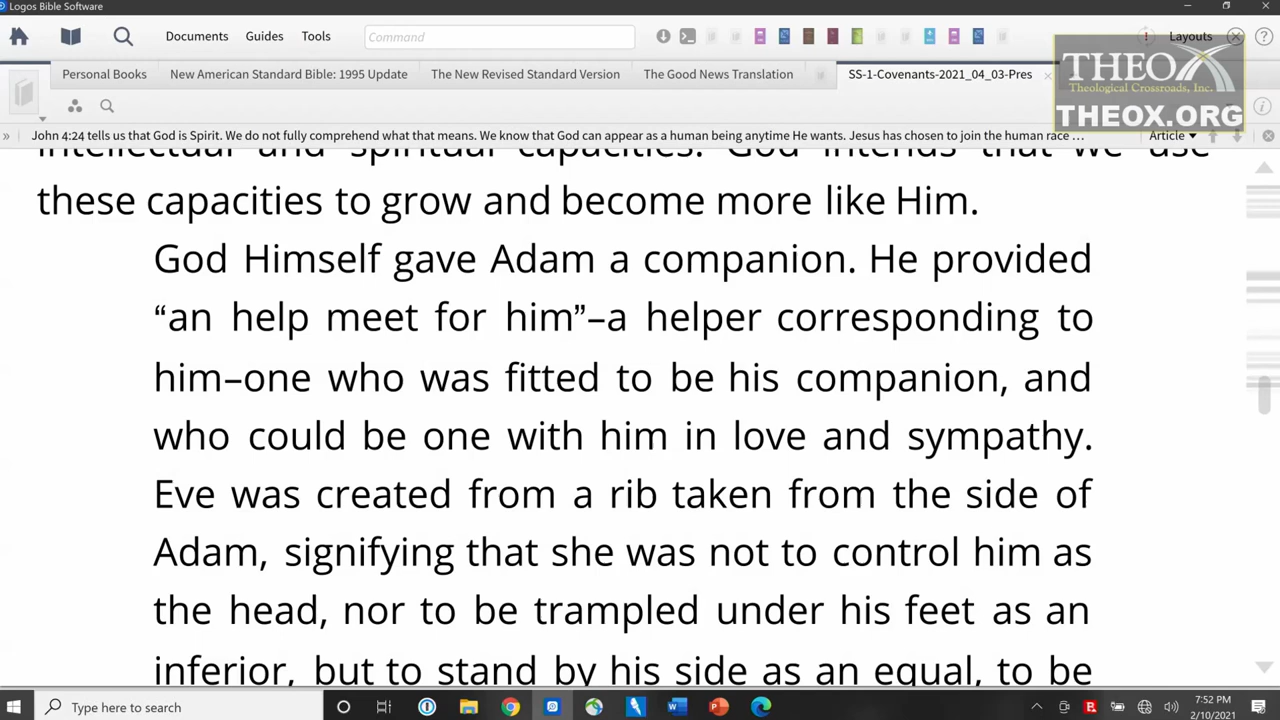 Logos Bible Software
Documents Guides Tools Command Layouts
Personal Books New American Standard Bible: 1995 Update The New Revised Standard Version The Good News Translation SS-1-Covenants-2021_04_03-Pres
THEOX
Theological Crossroads, Inc.
THEOX.ORG
» John 4:24 tells us that God is Spirit. We do not fully comprehend what that means. We know that God can appear as a human being anytime He wants. Jesus has chosen to join the human race ... Article
intellectual and spiritual capacities. God intends that we use
these capacities to grow and become more like Him.
God Himself gave Adam a companion. He provided
“an help meet for him”–a helper corresponding to
him–one who was fitted to be his companion, and
who could be one with him in love and sympathy.
Eve was created from a rib taken from the side of
Adam, signifying that she was not to control him as
the head, nor to be trampled under his feet as an
inferior, but to stand by his side as an equal, to be
Type here to search
7:52 PM
2/10/2021